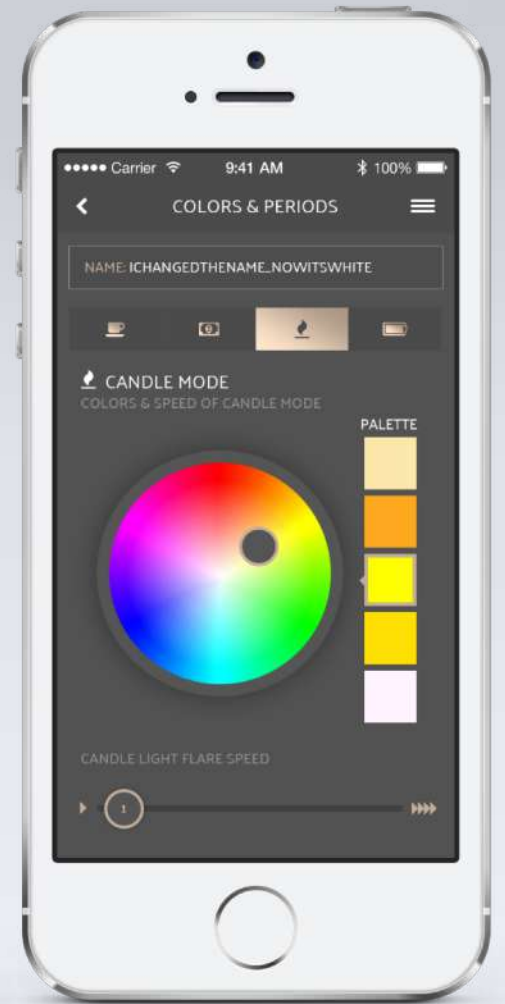 Carrier 9:41 AM 100%
COLORS & PERIODS
NAME: ICHANGEDTHENAME_NOWITSWHITE
CANDLE MODE
COLORS & SPEED OF CANDLE MODE
PALETTE
CANDLE LIGHT FLARE SPEED
1